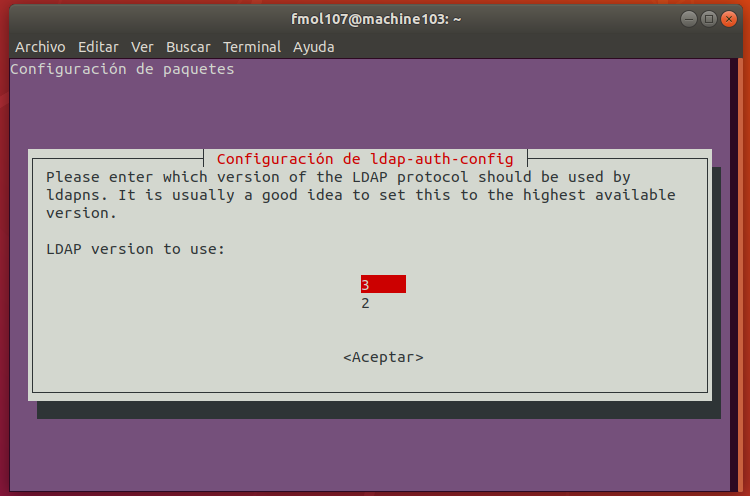 fmol107@machine103: ~
Archivo Editar Ver Buscar Terminal Ayuda
Configuración de paquetes
Configuración de ldap-auth-config
Please enter which version of the LDAP protocol should be used by
ldapns. It is usually a good idea to set this to the highest available
version.
LDAP version to use:
3
2
<Aceptar>